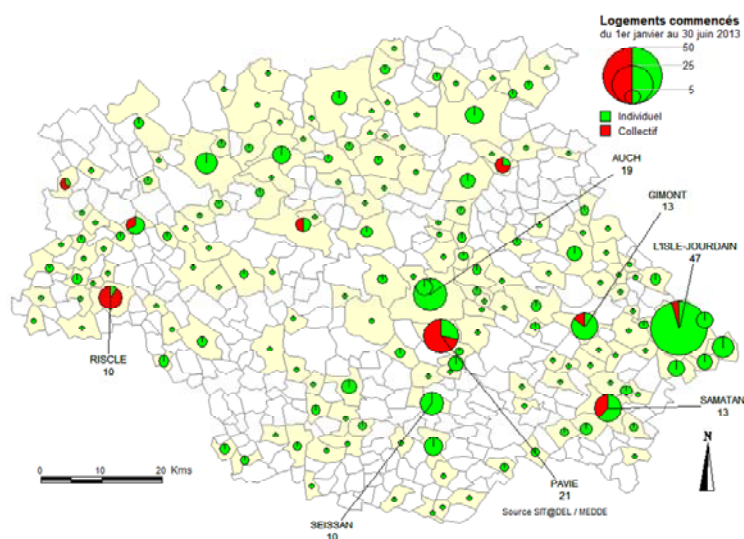 Logements commencés
du 1er janvier au 30 juin 2013
50
25
5
Individuel
Collectif
AUCH
19
GIMONT
13
L'ISLE-JOURDAIN
47
RISCLE
10
SAMATAN
13
N
0 10 20 Kms
PAVIE
21
Source SIT@DEL / MEDDE
SEISSAN
10